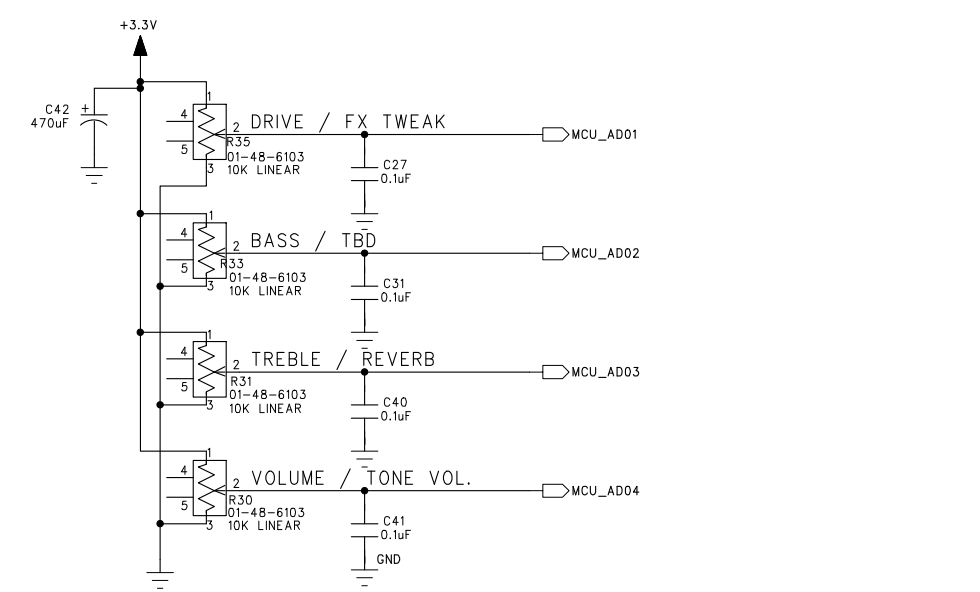 +3.3V
C42
470uF
+
1
4
2
5
3
DRIVE / FX TWEAK
R35
01-48-6103
10K LINEAR
C27
0.1uF
MCU_AD01
1
4
2
5
3
BASS / TBD
R33
01-48-6103
10K LINEAR
C31
0.1uF
MCU_AD02
1
4
2
5
3
TREBLE / REVERB
R31
01-48-6103
10K LINEAR
C40
0.1uF
MCU_AD03
1
4
2
5
3
VOLUME / TONE VOL.
R30
01-48-6103
10K LINEAR
C41
0.1uF
MCU_AD04
GND